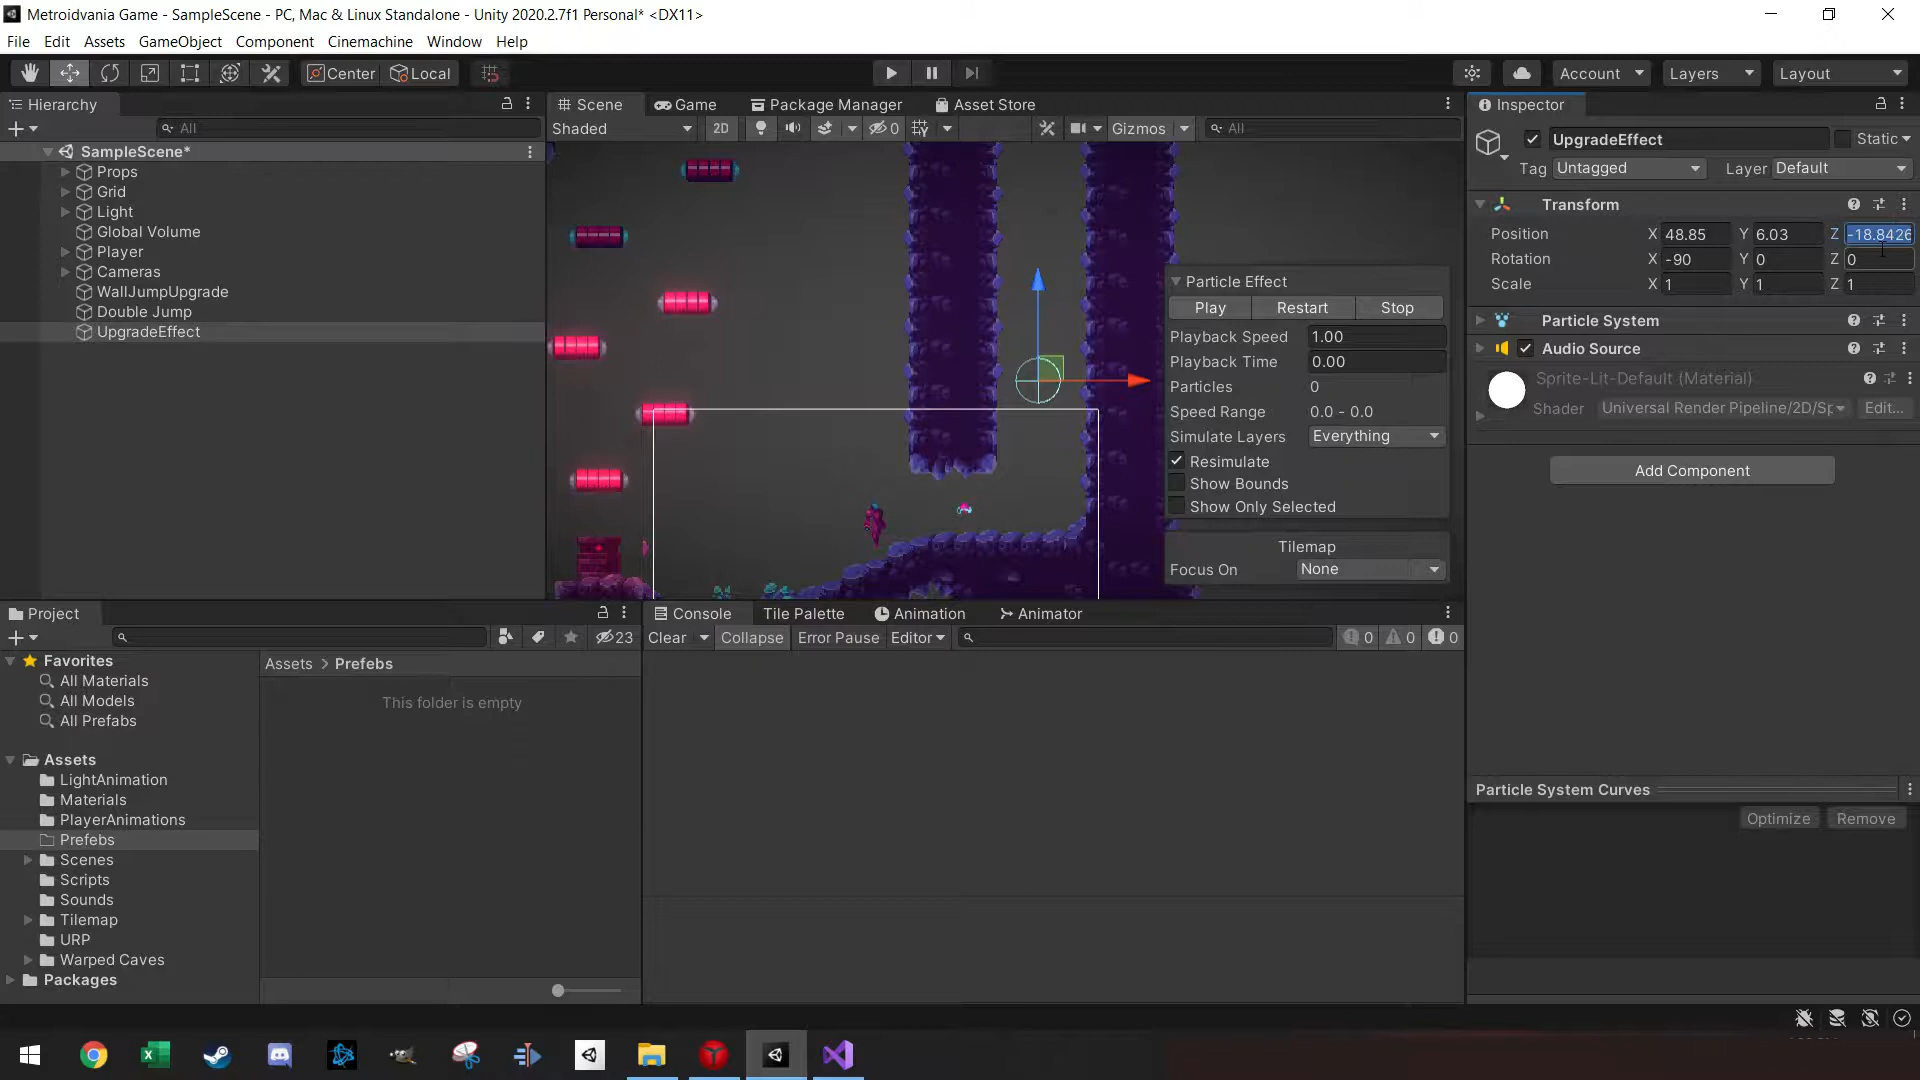 Metroidvania Game - SampleScene - PC, Mac & Linux Standalone - Unity 2020.2.7f1 Personal* <DX11>
File Edit Assets GameObject Component Cinemachine Window Help
Center Local Account Layers Layout
Hierarchy
All
SampleScene*
Props
Grid
Light
Global Volume
Player
Cameras
WallJumpUpgrade
Double Jump
UpgradeEffect
Scene Game Package Manager Asset Store
Shaded 2D 0 Gizmos All
Particle Effect
Play Restart Stop
Playback Speed 1.00
Playback Time 0.00
Particles 0
Speed Range 0.0 - 0.0
Simulate Layers Everything
Resimulate
Show Bounds
Show Only Selected
Tilemap
Focus On None
Inspector
UpgradeEffect Static
Tag Untagged Layer Default
Transform
Position X 48.85 Y 6.03 Z -18.8426
Rotation X -90 Y 0 Z 0
Scale X 1 Y 1 Z 1
Particle System
Audio Source
Sprite-Lit-Default (Material)
Shader Universal Render Pipeline/2D/Sp Edit...
Add Component
Particle System Curves
Optimize Remove
Project
23
Favorites
All Materials
All Models
All Prefabs
Assets
LightAnimation
Materials
PlayerAnimations
Prefebs
Scenes
Scripts
Sounds
Tilemap
URP
Warped Caves
Packages
Assets > Prefebs
This folder is empty
Console Tile Palette Animation Animator
Clear Collapse Error Pause Editor 0 0 0